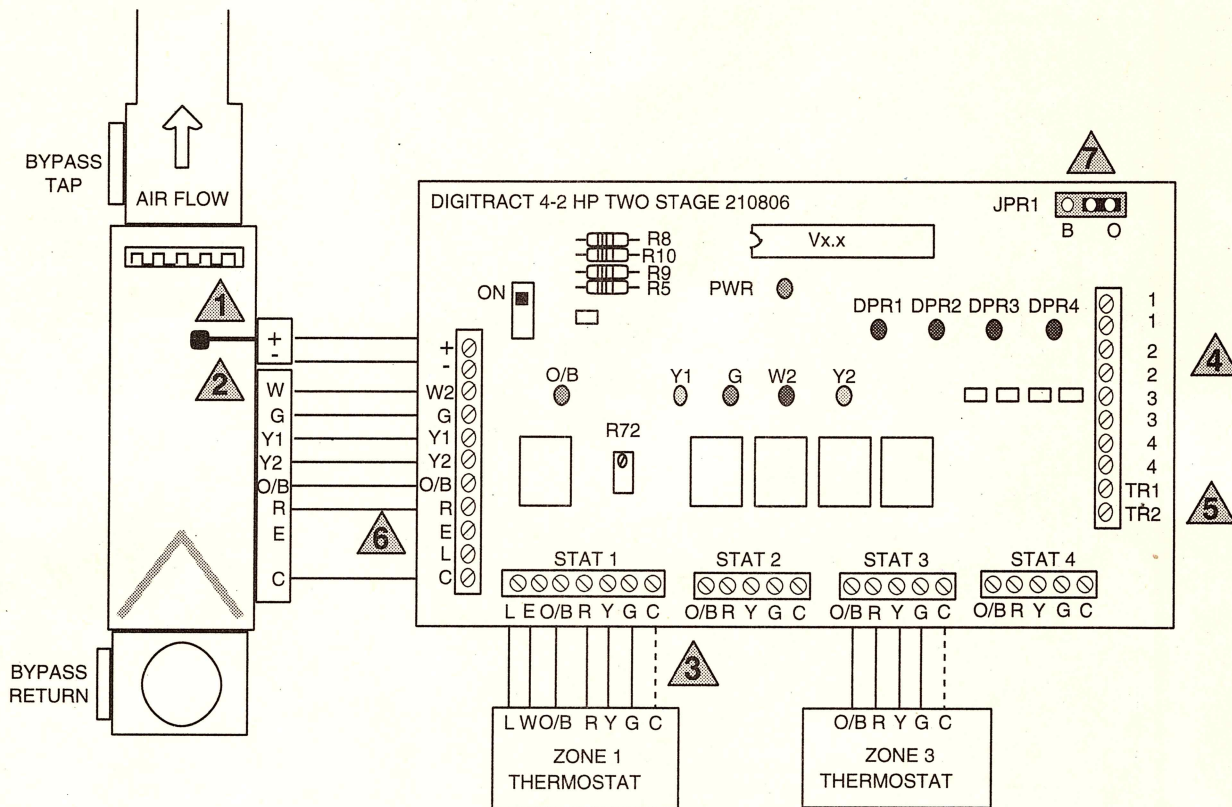 BYPASS
TAP
AIR FLOW
1
2
+
-
W
G
Y1
Y2
O/B
R
E
C
BYPASS
RETURN
6
DIGITRACT 4-2 HP TWO STAGE 210806
7
JPR1
B O
R8
R10
R9
R5
Vx.x
ON
PWR
DPR1 DPR2 DPR3 DPR4
+
-
W2
G
Y1
Y2
O/B
R
E
L
C
O/B
Y1 G W2 Y2
R72
1
1
2
2
3
3
4
4
TR1
TR2
4
5
STAT 1
L E O/B R Y G C
STAT 2
O/B R Y G C
STAT 3
O/B R Y G C
STAT 4
O/B R Y G C
3
L W O/B R Y G C
ZONE 1
THERMOSTAT
O/B R Y G C
ZONE 3
THERMOSTAT